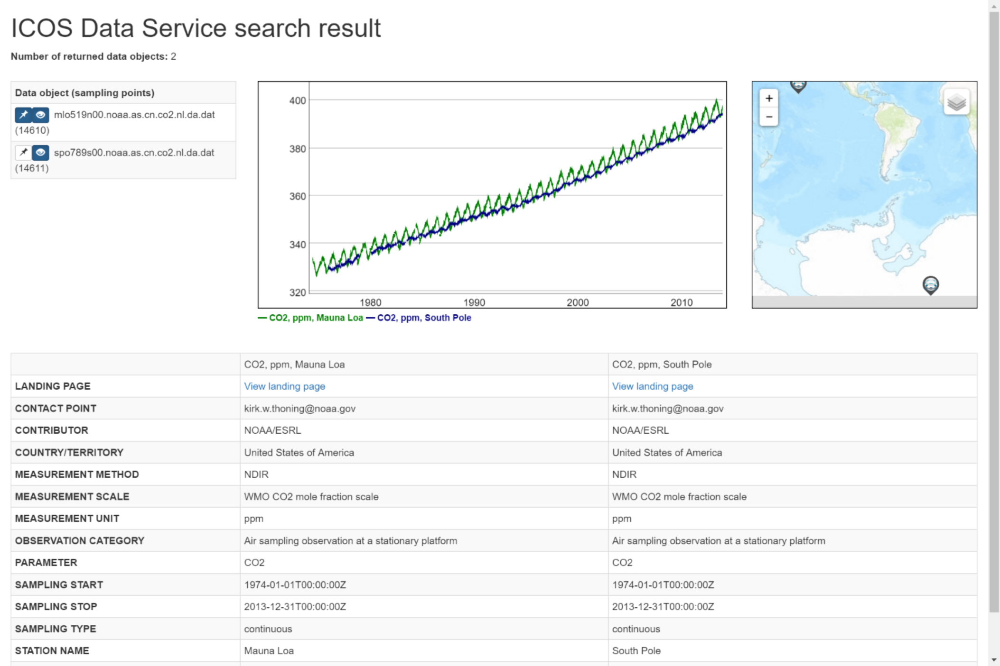 ICOS Data Service search result
Number of returned data objects: 2
Data object (sampling points)
mlo519n00.noaa.as.cn.co2.nl.da.dat
(14610)
spo789s00.noaa.as.cn.co2.nl.da.dat
(14611)
400
380
360
340
320
1980 1990 2000 2010
CO2, ppm, Mauna Loa CO2, ppm, South Pole
+
−
CO2, ppm, Mauna Loa CO2, ppm, South Pole
LANDING PAGE View landing page View landing page
CONTACT POINT kirk.w.thoning@noaa.gov kirk.w.thoning@noaa.gov
CONTRIBUTOR NOAA/ESRL NOAA/ESRL
COUNTRY/TERRITORY United States of America United States of America
MEASUREMENT METHOD NDIR NDIR
MEASUREMENT SCALE WMO CO2 mole fraction scale WMO CO2 mole fraction scale
MEASUREMENT UNIT ppm ppm
OBSERVATION CATEGORY Air sampling observation at a stationary platform Air sampling observation at a stationary platform
PARAMETER CO2 CO2
SAMPLING START 1974-01-01T00:00:00Z 1974-01-01T00:00:00Z
SAMPLING STOP 2013-12-31T00:00:00Z 2013-12-31T00:00:00Z
SAMPLING TYPE continuous continuous
STATION NAME Mauna Loa South Pole